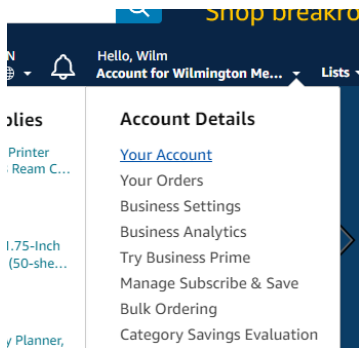 Shop breakro
N
Hello, Wilm
Account for Wilmington Me...
Lists
plies
Account Details
Printer
Ream C...
Your Account
Your Orders
Business Settings
Business Analytics
1.75-Inch
(50-she...
Try Business Prime
Manage Subscribe & Save
Bulk Ordering
Category Savings Evaluation
y Planner,